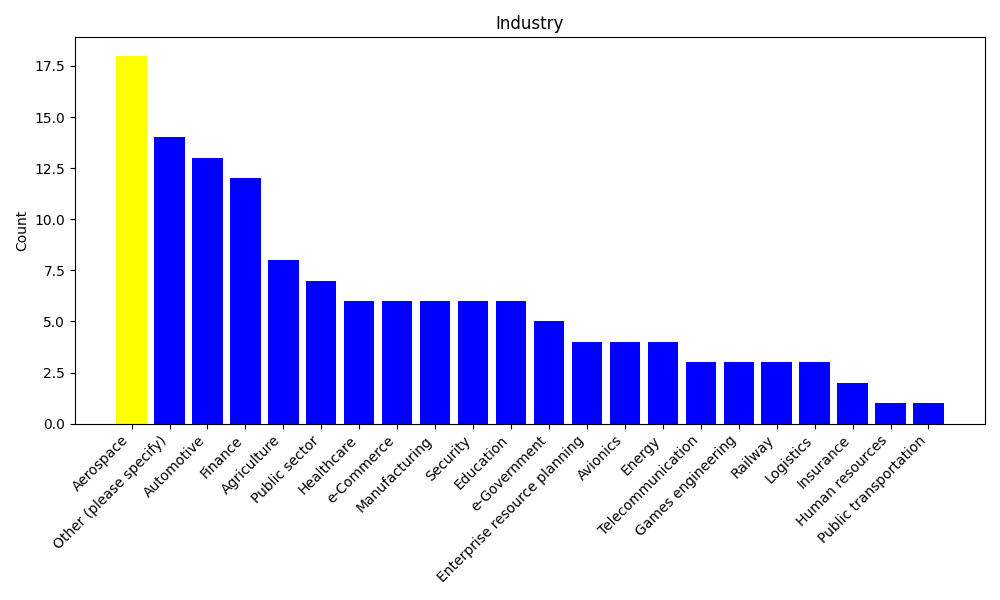 Industry
Count
17.5
15.0
12.5
10.0
7.5
5.0
2.5
0.0
Aerospace
Other (please specify)
Automotive
Finance
Agriculture
Public sector
Healthcare
e-Commerce
Manufacturing
Security
Education
e-Government
Enterprise resource planning
Avionics
Energy
Telecommunication
Games engineering
Railway
Logistics
Insurance
Human resources
Public transportation